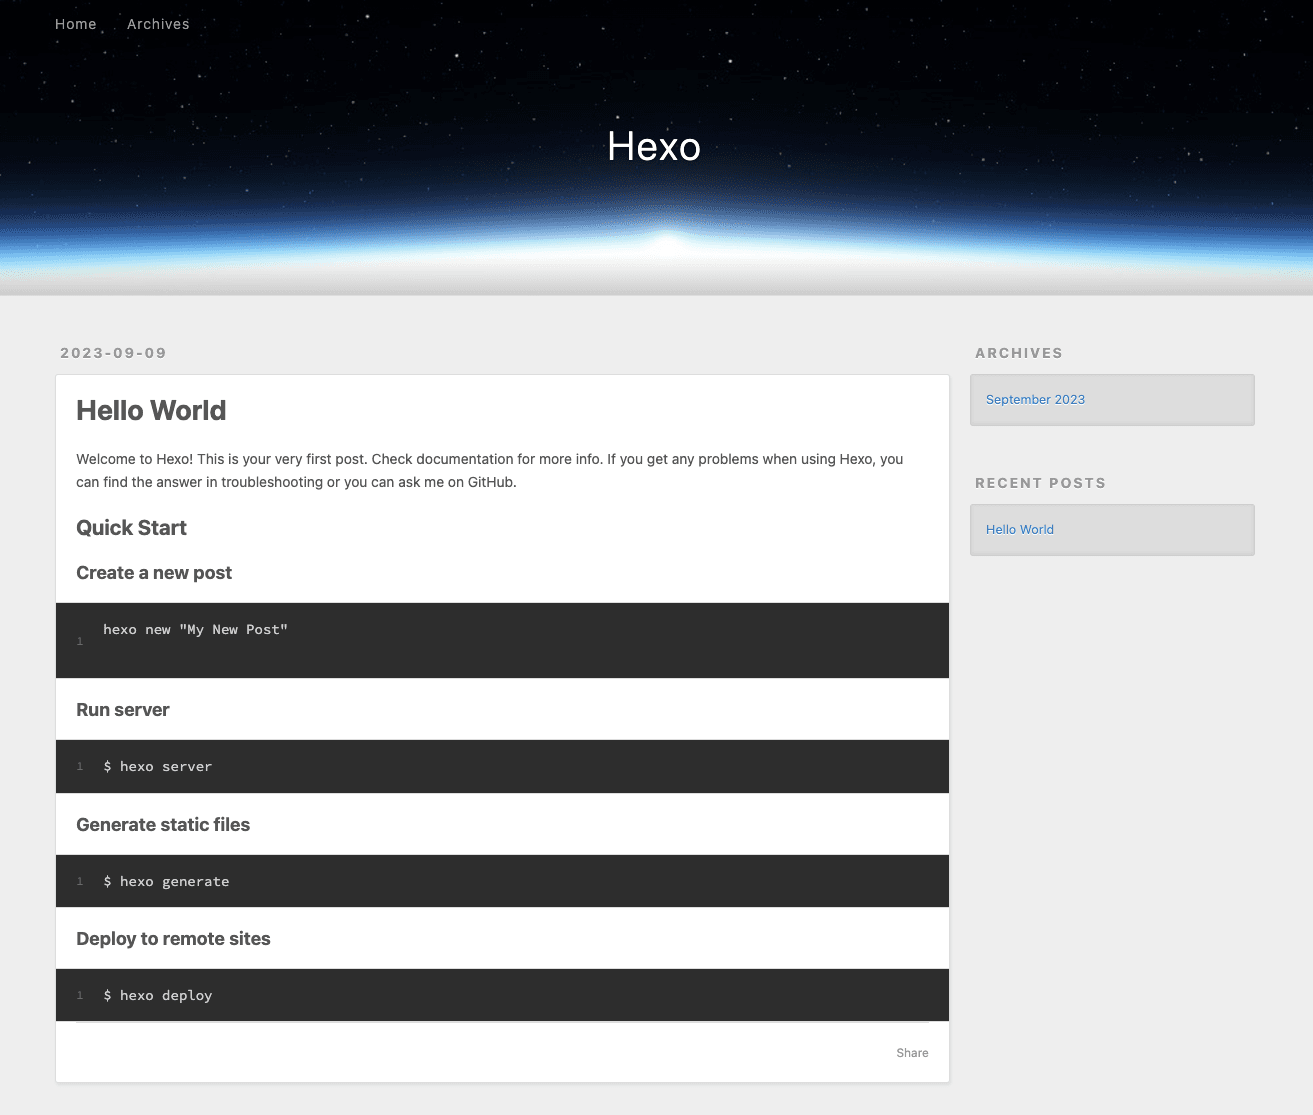 Home Archives
Hexo
2023-09-09
Hello World
Welcome to Hexo! This is your very first post. Check documentation for more info. If you get any problems when using Hexo, you
can find the answer in troubleshooting or you can ask me on GitHub.
Quick Start
Create a new post
1 hexo new "My New Post"
Run server
1 $ hexo server
Generate static files
1 $ hexo generate
Deploy to remote sites
1 $ hexo deploy
Share
ARCHIVES
September 2023
RECENT POSTS
Hello World